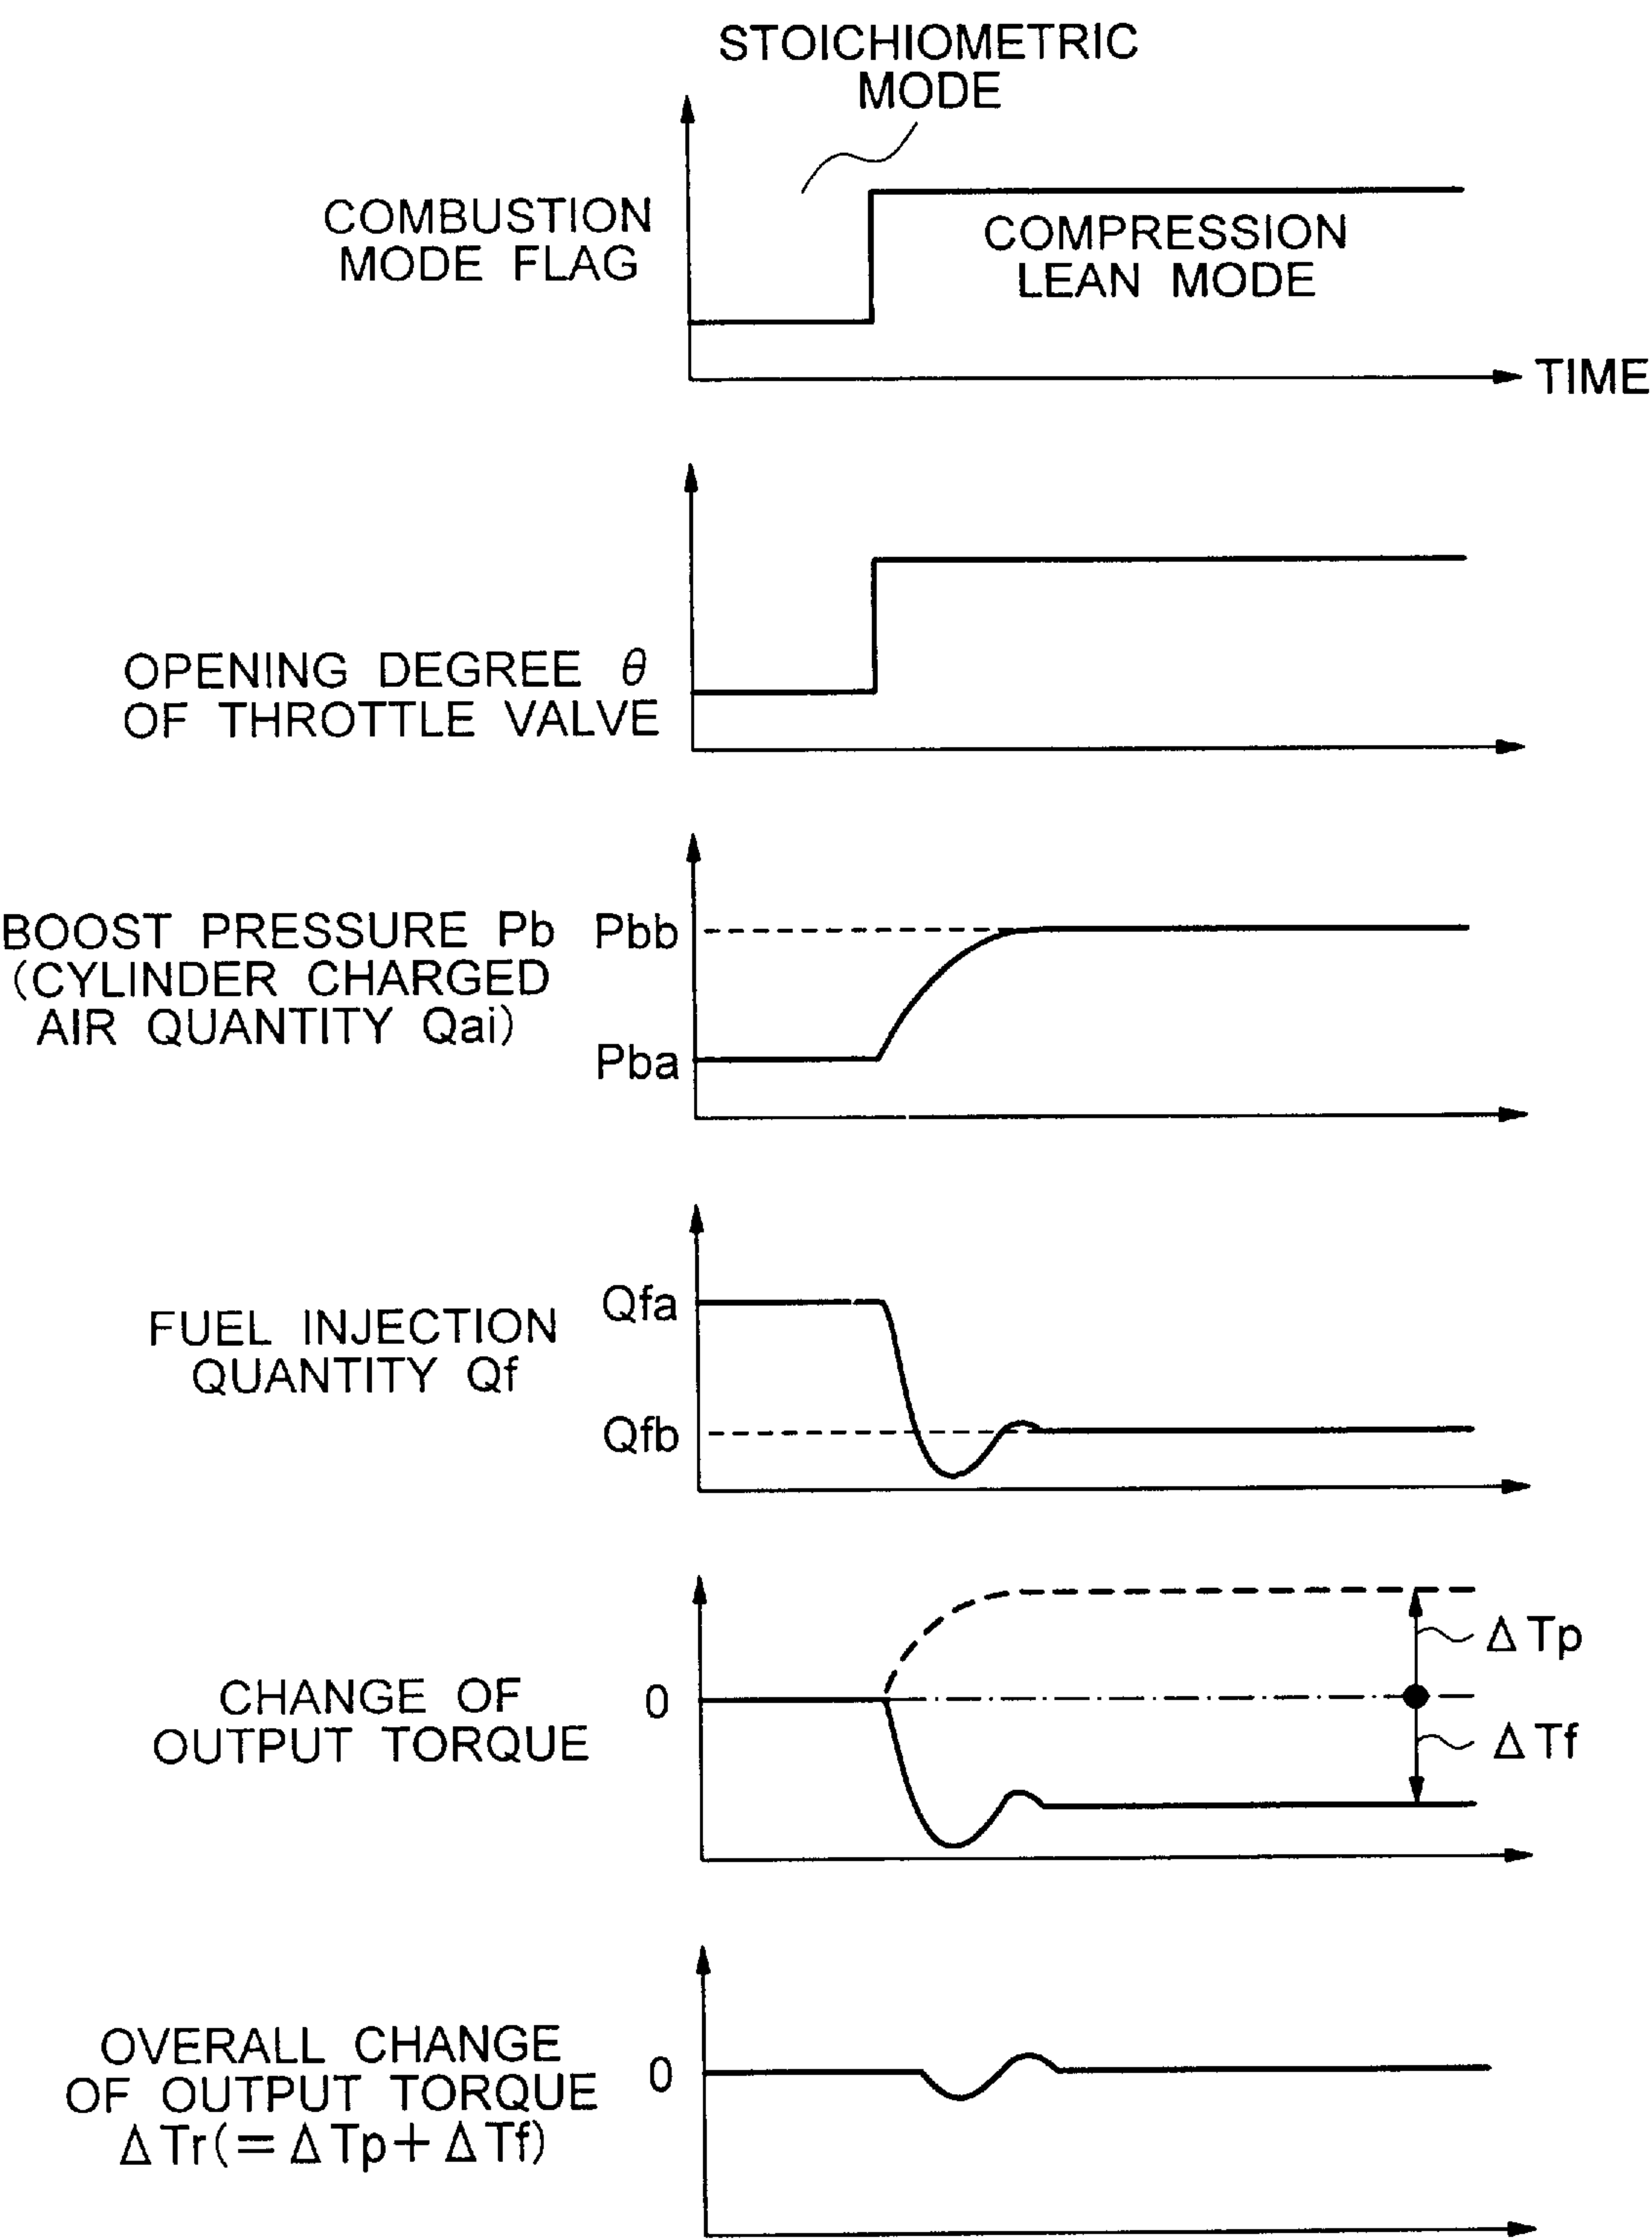 STOICHIOMETRIC
MODE
COMBUSTION
MODE FLAG
COMPRESSION
LEAN MODE
TIME
OPENING DEGREE θ
OF THROTTLE VALVE
BOOST PRESSURE Pb
(CYLINDER CHARGED
AIR QUANTITY Qai)
Pbb
Pba
FUEL INJECTION
QUANTITY Qf
Qfa
Qfb
CHANGE OF
OUTPUT TORQUE
0
ΔTp
ΔTf
OVERALL CHANGE
OF OUTPUT TORQUE
ΔTr(=ΔTp+ΔTf)
0